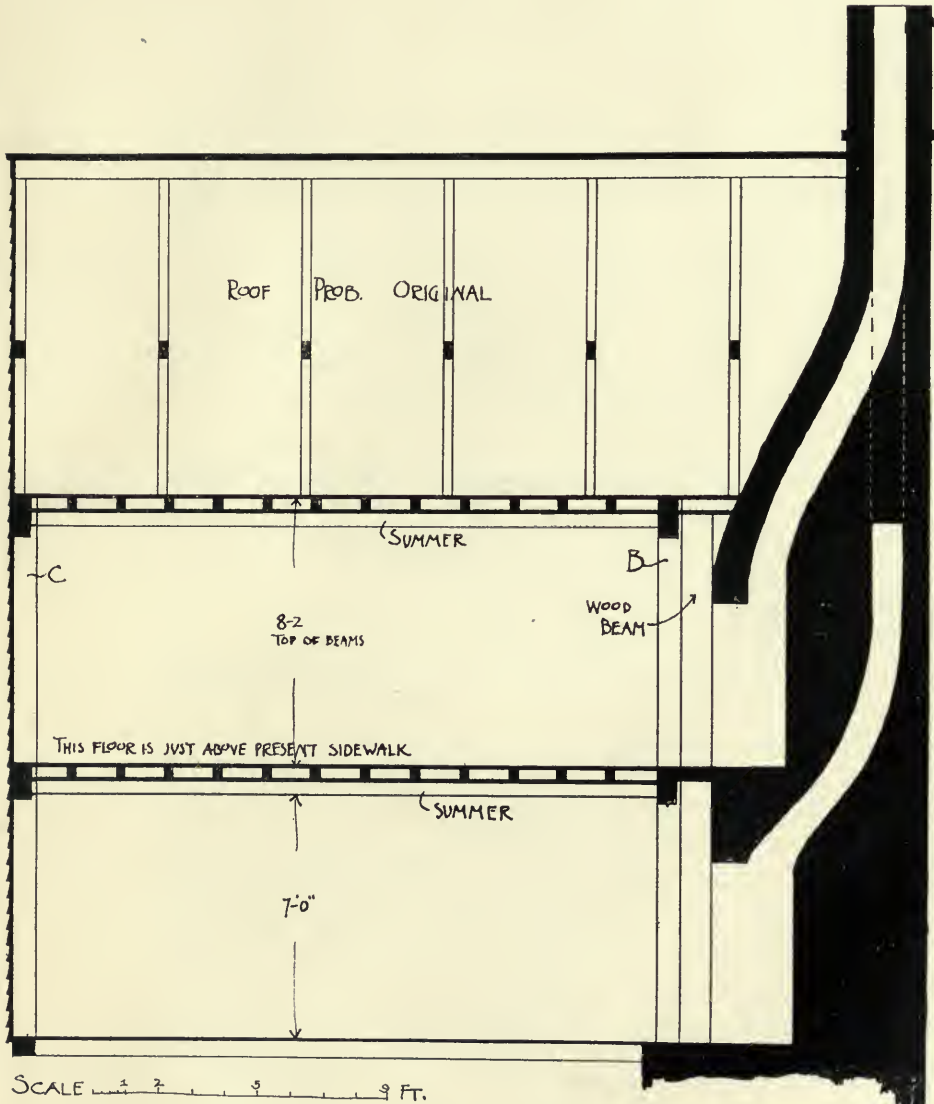 ROOF PROB. ORIGINAL
SUMMER
C
B
8-2
TOP OF BEAMS
WOOD
BEAM
THIS FLOOR IS JUST ABOVE PRESENT SIDEWALK
SUMMER
7'-0"
SCALE 1 2 5 9 FT.